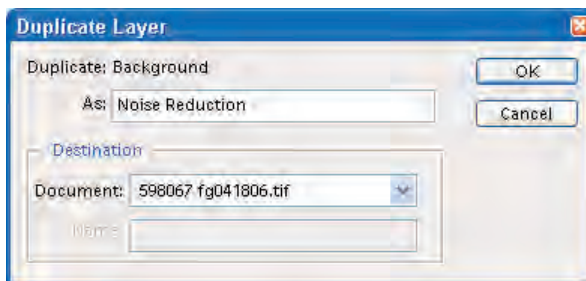 Duplicate Layer
Duplicate: Background
OK
As: Noise Reduction
Cancel
Destination
Document: 598067 fg041806.tif
Name: